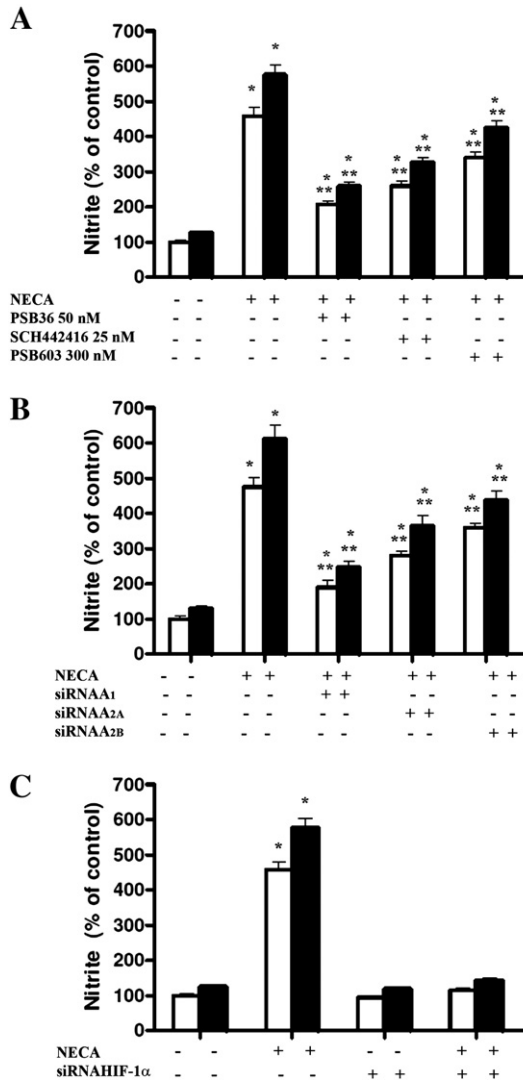 A
Nitrite (% of control)
700
600
500
400
300
200
100
0
* *
* * * * * *
** ** ** ** ** **
NECA - - + + + + + + + +
PSB36 50 nM - - - - + + - - - -
SCH442416 25 nM - - - - - - + + - -
PSB603 300 nM - - - - - - - - + +
B
Nitrite (% of control)
700
600
500
400
300
200
100
0
* *
* * * * * *
** ** ** ** ** **
NECA - - + + + + + + + +
siRNAA1 - - - - + + - - - -
siRNAA2A - - - - - - + + - -
siRNAA2B - - - - - - - - + +
C
Nitrite (% of control)
700
600
500
400
300
200
100
0
* *
NECA - - + + - - + +
siRNAHIF-1α - - - - + + + +